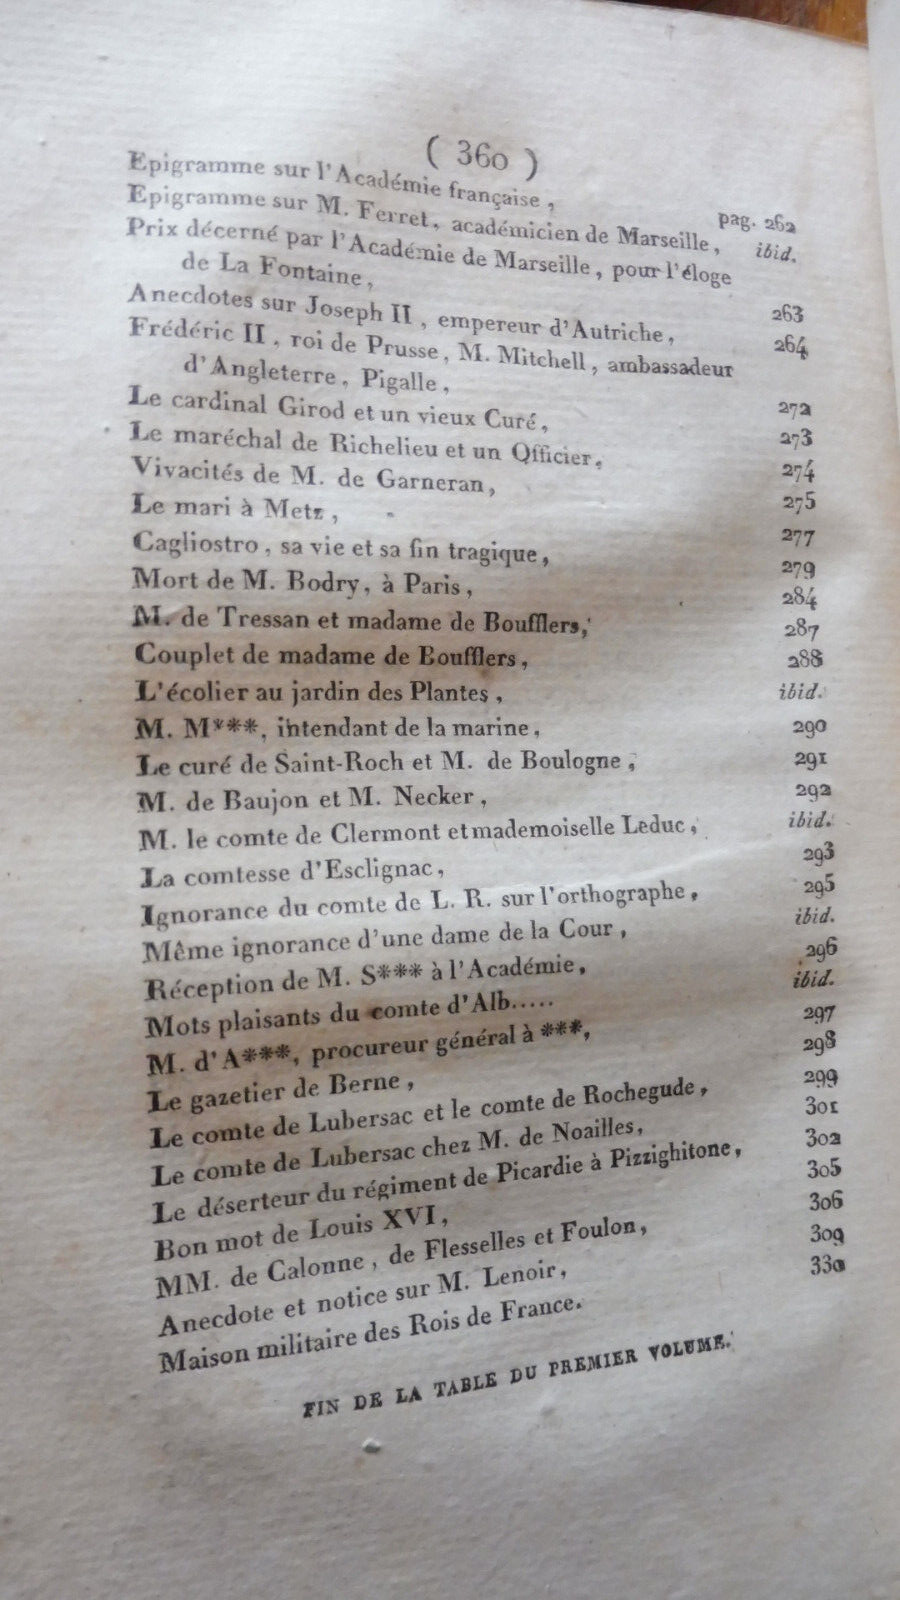 ( 360 )
Epigramme sur l'Académie française, pag. 262
Epigramme sur M. Ferret, académicien de Marseille, ibid.
Prix décerné par l'Académie de Marseille, pour l'éloge
de La Fontaine, 263
Anecdotes sur Joseph II, empereur d'Autriche, 264
Frédéric II, roi de Prusse, M. Mitchell, ambassadeur
d'Angleterre, Pigalle, 272
Le cardinal Girod et un vieux Curé, 273
Le maréchal de Richelieu et un Officier, 274
Vivacités de M. de Garneran, 275
Le mari à Metz, 277
Cagliostro, sa vie et sa fin tragique, 279
Mort de M. Bodry, à Paris, 284
M. de Tressan et madame de Boufflers, 287
Couplet de madame de Boufflers, 288
L'écolier au jardin des Plantes, ibid.
M. M***, intendant de la marine, 290
Le curé de Saint-Roch et M. de Boulogne, 291
M. de Baujon et M. Necker, 292
M. le comte de Clermont et mademoiselle Leduc, ibid.
La comtesse d'Esclignac, 293
Ignorance du comte de L. R. sur l'orthographe, 295
Même ignorance d'une dame de la Cour, ibid.
Réception de M. S*** à l'Académie, 296
Mots plaisants du comte d'Alb..... ibid.
M. d'A***, procureur général à ***, 297
Le gazetier de Berne, 298
Le comte de Lubersac et le comte de Rochegude, 299
Le comte de Lubersac chez M. de Noailles, 301
Le déserteur du régiment de Picardie à Pizzighitone, 302
Bon mot de Louis XVI, 305
MM. de Calonne, de Flesselles et Foulon, 306
Anecdote et notice sur M. Lenoir, 309
Maison militaire des Rois de France. 330
FIN DE LA TABLE DU PREMIER VOLUME.